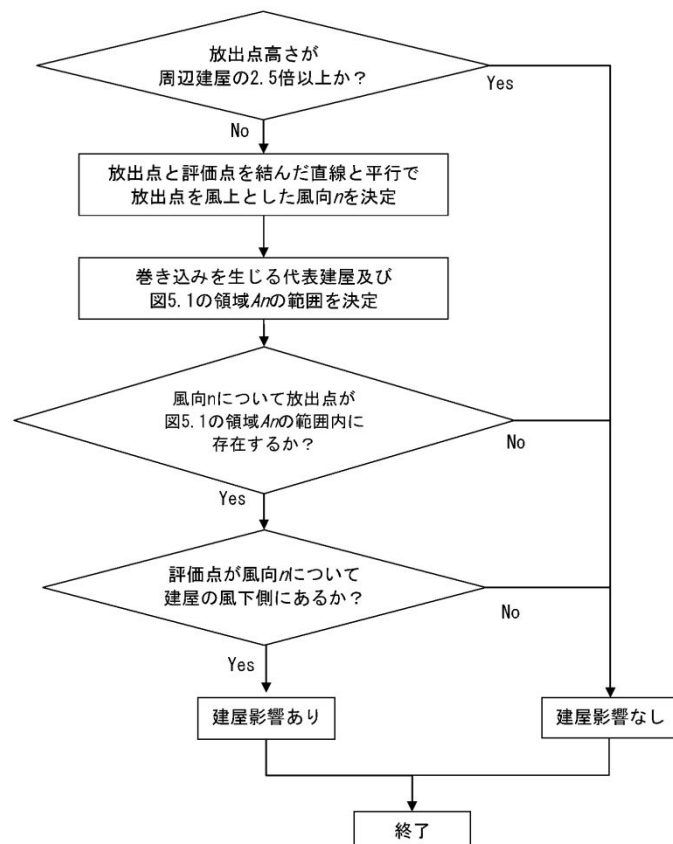 放出点高さが
周辺建屋の2.5倍以上か？
Yes
No
放出点と評価点を結んだ直線と平行で
放出点を風上とした風向nを決定
巻き込みを生じる代表建屋及び
図5.1の領域Anの範囲を決定
風向nについて放出点が
図5.1の領域Anの範囲内に
存在するか？
No
Yes
評価点が風向nについて
建屋の風下側にあるか？
No
Yes
建屋影響あり
建屋影響なし
終了